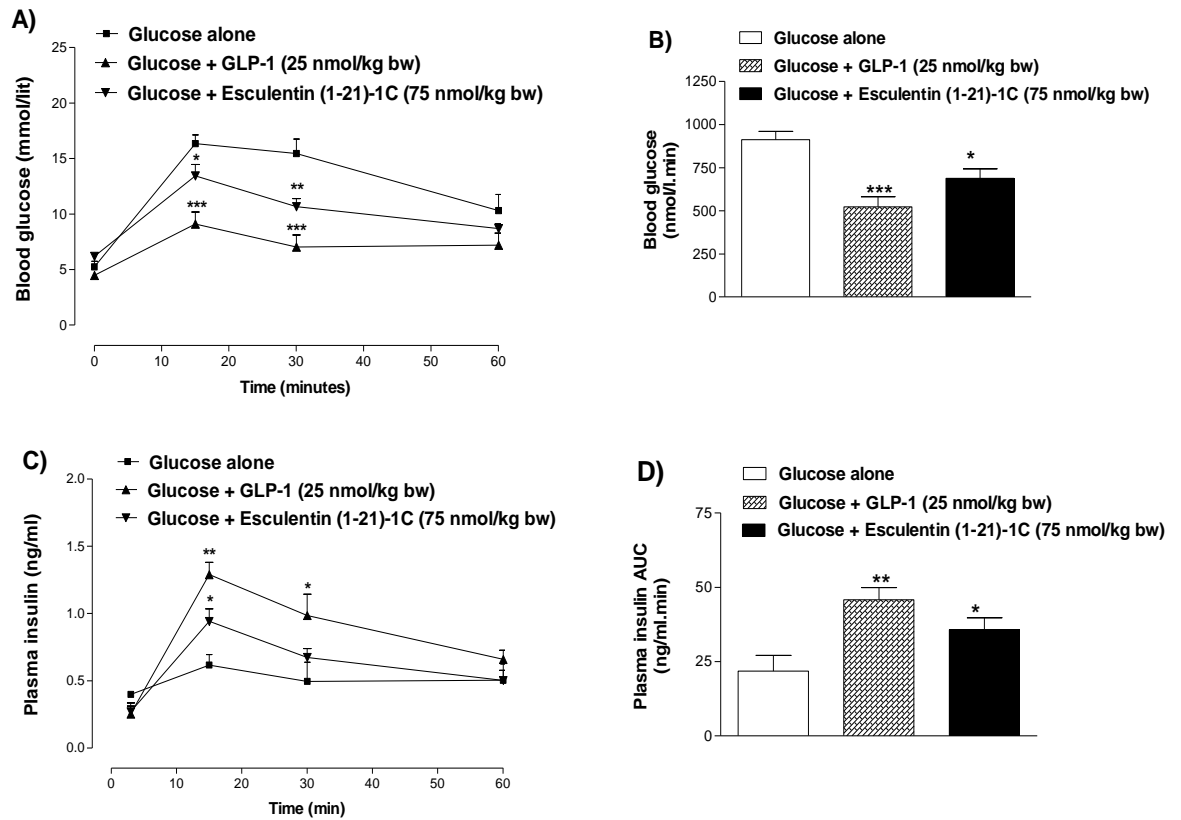 A)
Glucose alone
Glucose + GLP-1 (25 nmol/kg bw)
Glucose + Esculentin (1-21)-1C (75 nmol/kg bw)
Blood glucose (mmol/lit)
25
20
15
10
5
0
*
**
***
***
0 10 20 30 40 50 60
Time (minutes)
B)
Glucose alone
Glucose + GLP-1 (25 nmol/kg bw)
Glucose + Esculentin (1-21)-1C (75 nmol/kg bw)
Blood glucose
(nmol/l.min)
1250
1000
750
500
250
0
***
*
C)
Glucose alone
Glucose + GLP-1 (25 nmol/kg bw)
Glucose + Esculentin (1-21)-1C (75 nmol/kg bw)
Plasma insulin (ng/ml)
2.0
1.5
1.0
0.5
0.0
**
*
*
0 10 20 30 40 50 60
Time (min)
D)
Glucose alone
Glucose + GLP-1 (25 nmol/kg bw)
Glucose + Esculentin (1-21)-1C (75 nmol/kg bw)
Plasma insulin AUC
(ng/ml.min)
75
50
25
0
**
*